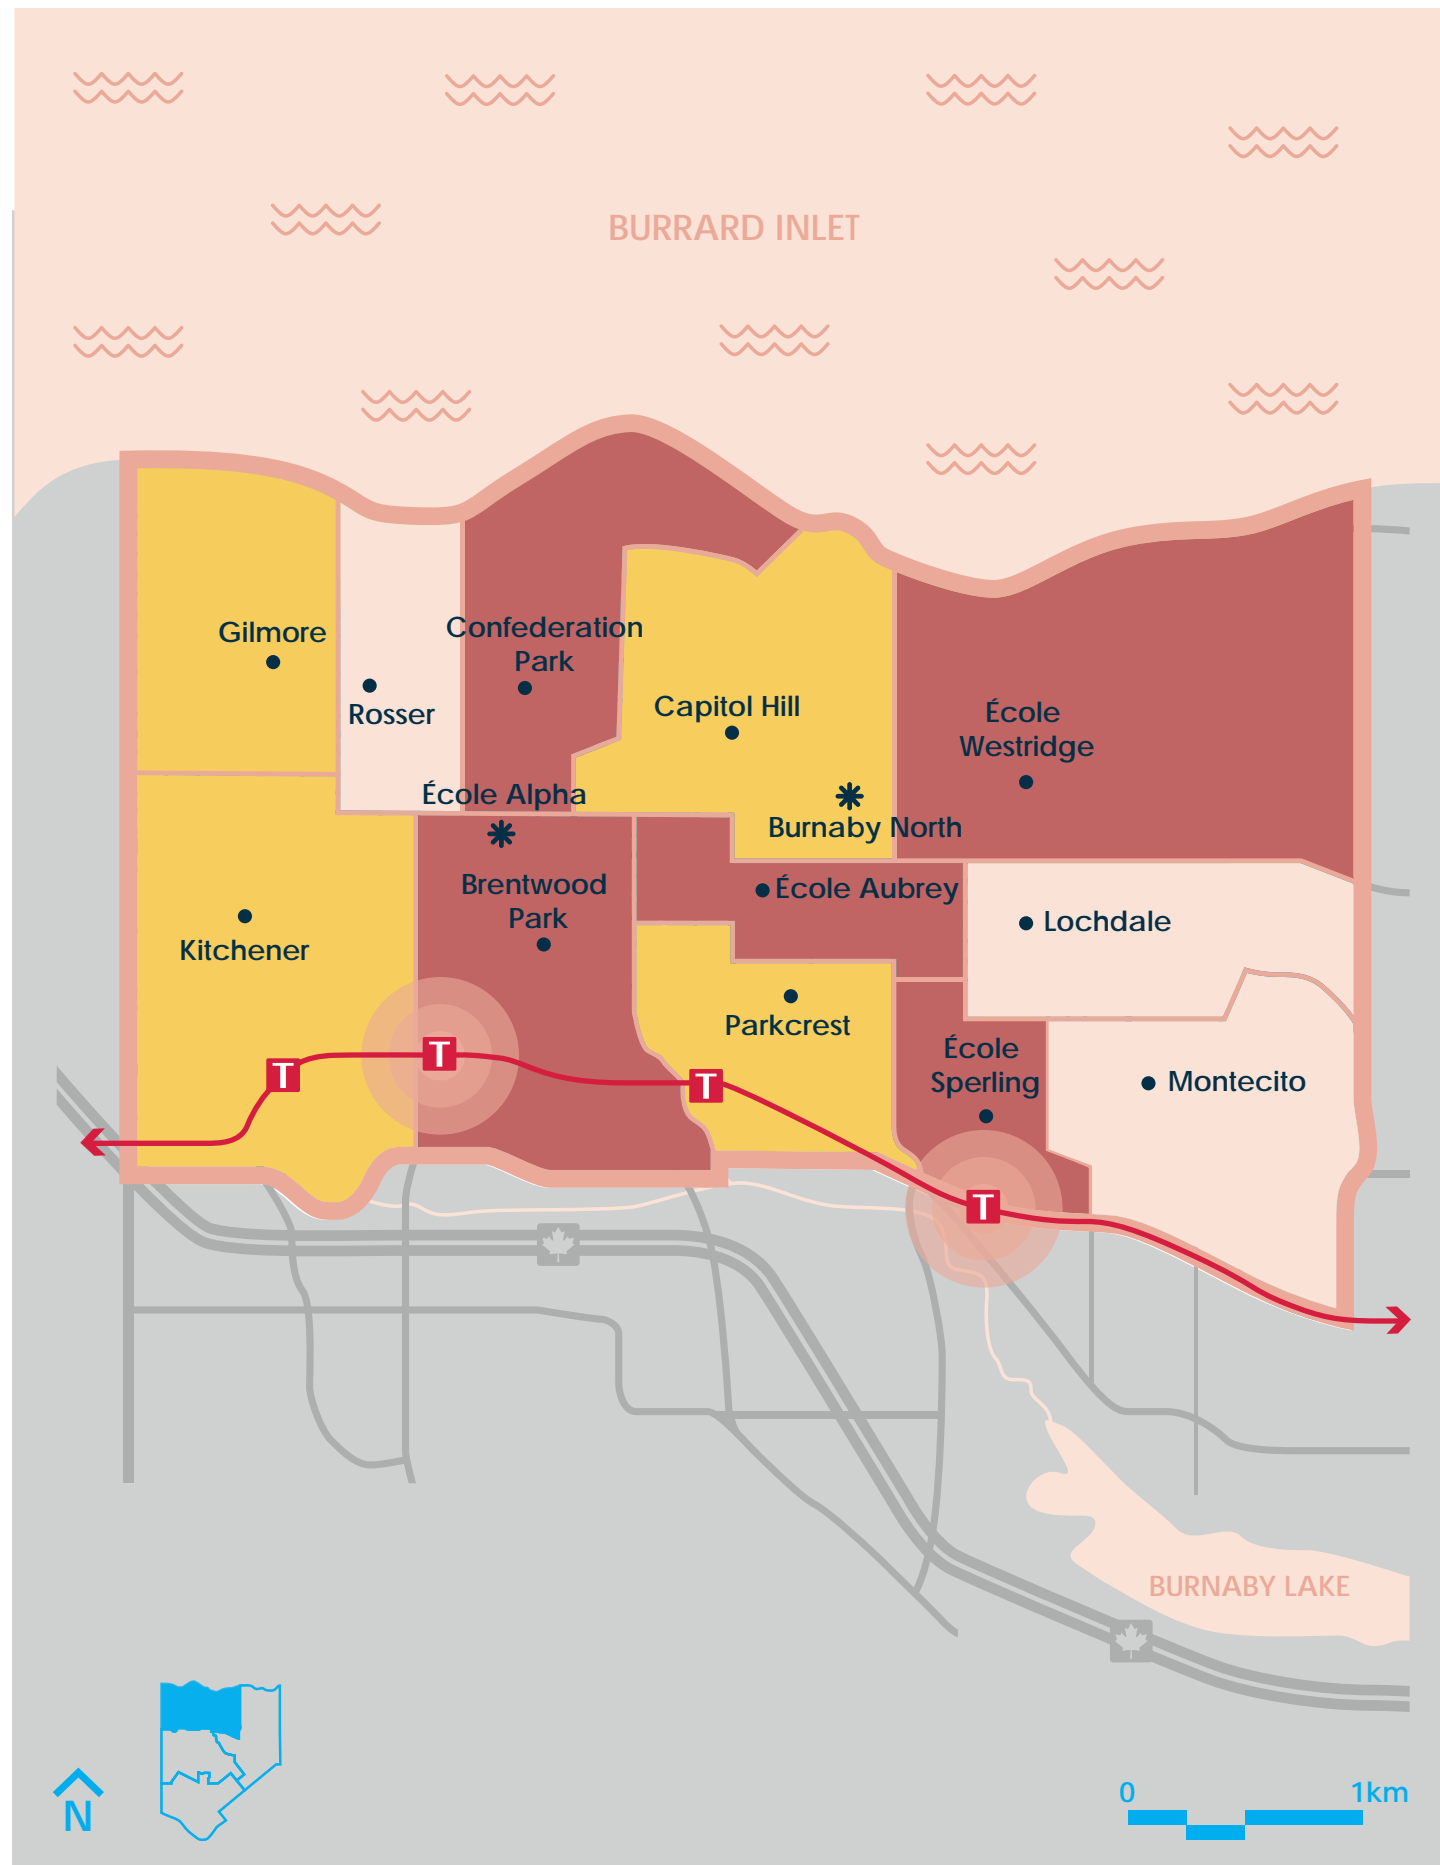 BURRARD INLET
Gilmore
Confederation
Park
Rosser
Capitol Hill
École
Westridge
École Alpha
Burnaby North
Brentwood
Park
École Aubrey
Lochdale
Kitchener
Parkcrest
École
Sperling
Montecito
T
T
T
T
BURNABY LAKE
N
0
1km